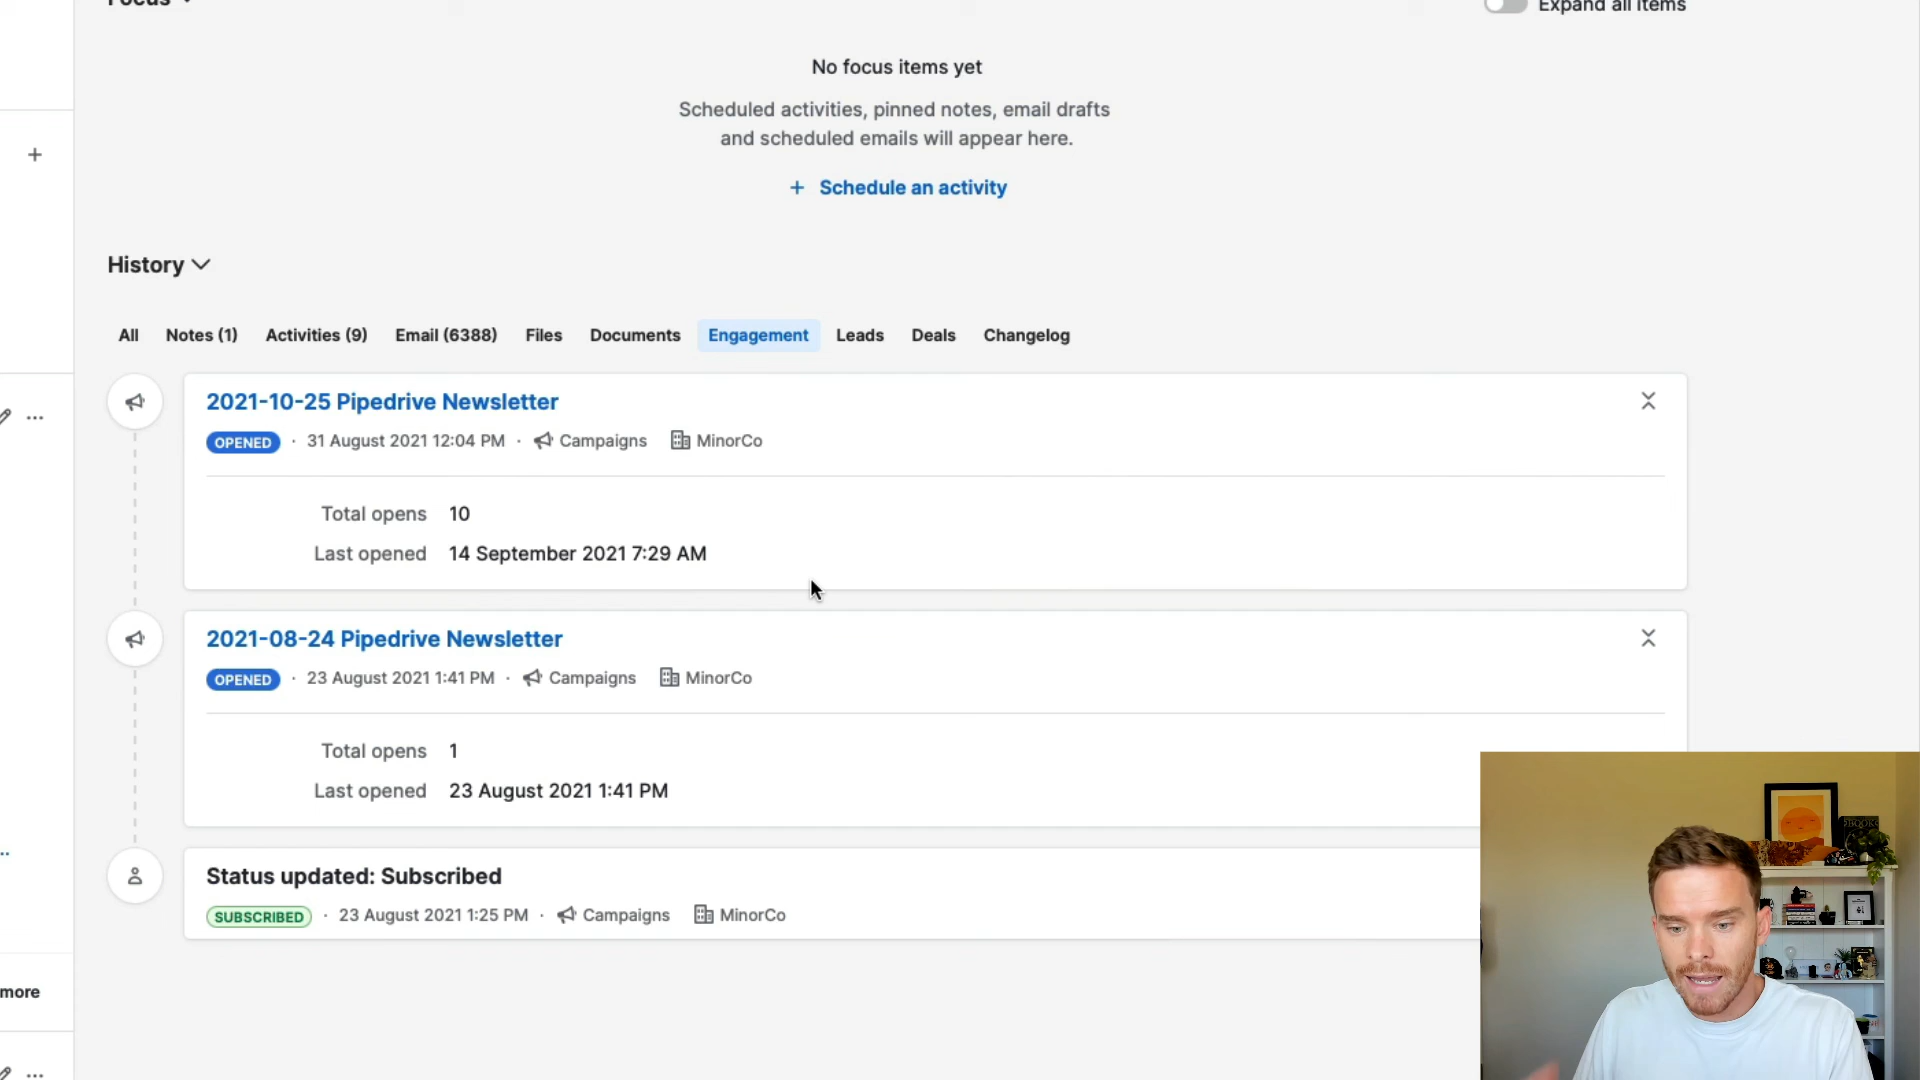 Focus
Expand all items
No focus items yet
Scheduled activities, pinned notes, email drafts
and scheduled emails will appear here.
+ Schedule an activity
History
All Notes (1) Activities (9) Email (6388) Files Documents Engagement Leads Deals Changelog
2021-10-25 Pipedrive Newsletter
OPENED · 31 August 2021 12:04 PM · Campaigns MinorCo
Total opens 10
Last opened 14 September 2021 7:29 AM
2021-08-24 Pipedrive Newsletter
OPENED · 23 August 2021 1:41 PM · Campaigns MinorCo
Total opens 1
Last opened 23 August 2021 1:41 PM
Status updated: Subscribed
SUBSCRIBED · 23 August 2021 1:25 PM · Campaigns MinorCo
more
BOOKS